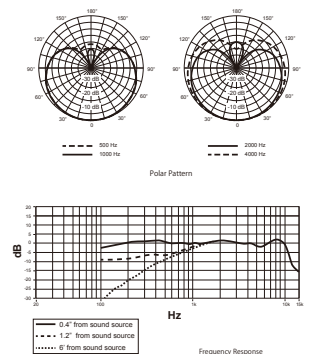 180° 180°
150° 150° 150° 150°
120° 120° 120° 120°
90° 90° 90° 90°
-30 dB -30 dB
-20 dB -20 dB
60° -10 dB 60° 60° -10 dB 60°
30° 30° 30° 30°
0 0
500 Hz 2000 Hz
1000 Hz 4000 Hz
Polar Pattern
20
15
10
5
0
-5
-10
-15
-20
-25
-30
dB
20 100 1k 10k 15k
Hz
0.4" from sound source
1.2" from sound source
6' from sound source
Frequency Response